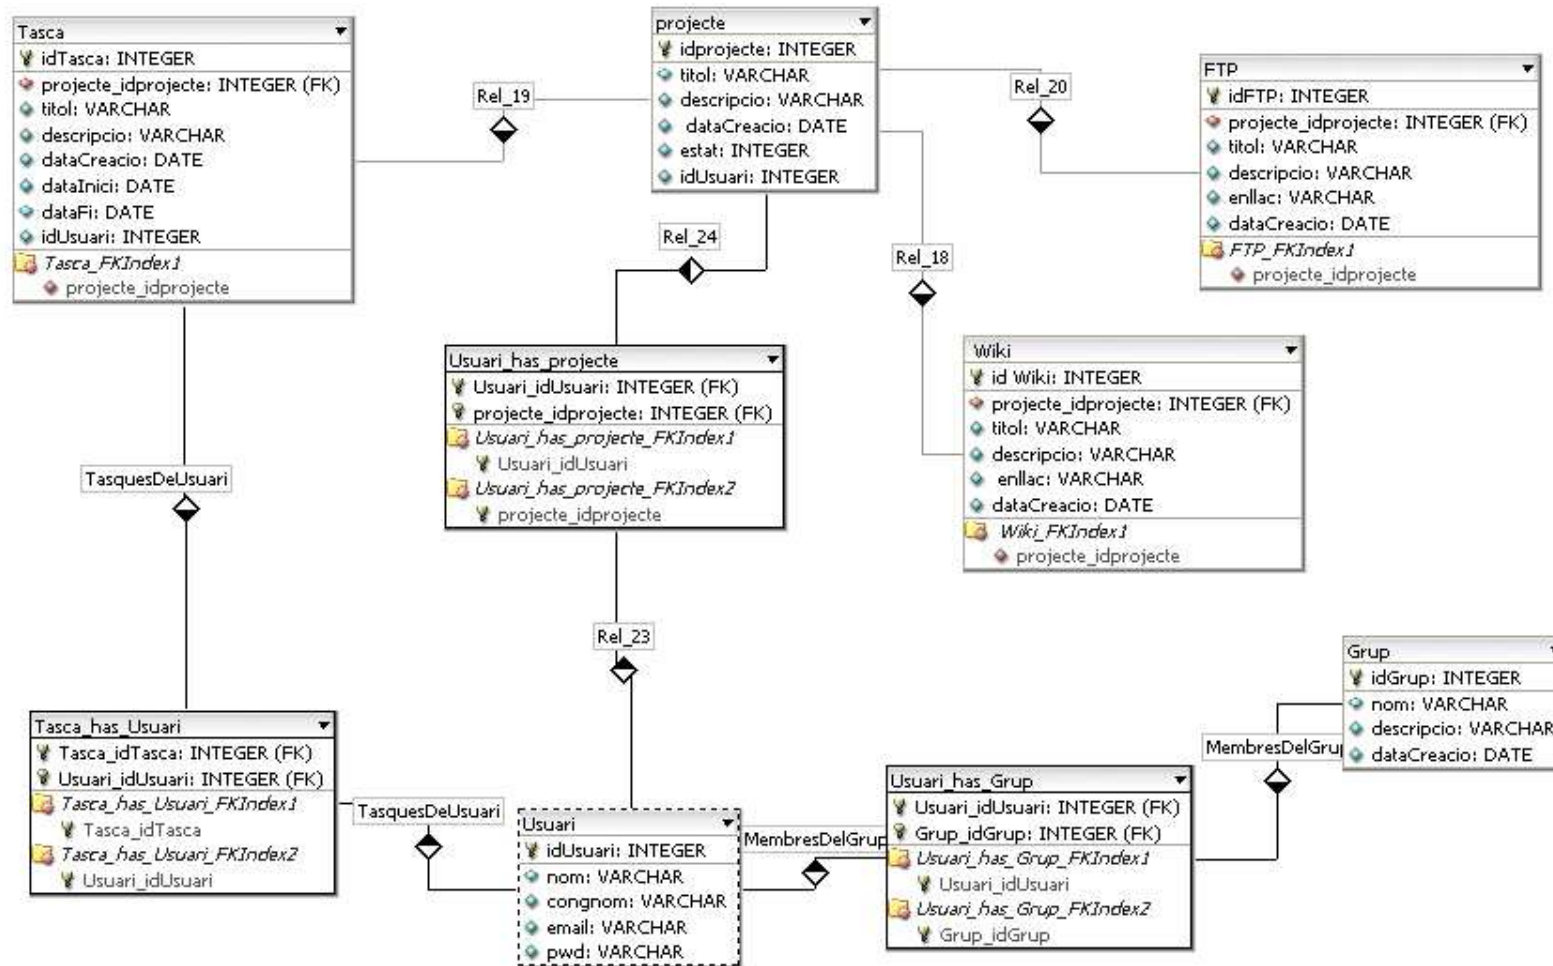 Tasca
idTasca: INTEGER
projecte_idprojecte: INTEGER (FK)
titol: VARCHAR
descripcio: VARCHAR
dataCreacio: DATE
dataInici: DATE
dataFi: DATE
idUsuari: INTEGER
Tasca_FKIndex1
projecte_idprojecte
Rel_19
projecte
idprojecte: INTEGER
titol: VARCHAR
descripcio: VARCHAR
dataCreacio: DATE
estat: INTEGER
idUsuari: INTEGER
Rel_20
FTP
idFTP: INTEGER
projecte_idprojecte: INTEGER (FK)
titol: VARCHAR
descripcio: VARCHAR
enllac: VARCHAR
dataCreacio: DATE
FTP_FKIndex1
projecte_idprojecte
Rel_24
Rel_18
Usuari_has_projecte
Usuari_idUsuari: INTEGER (FK)
projecte_idprojecte: INTEGER (FK)
Usuari_has_projecte_FKIndex1
Usuari_idUsuari
Usuari_has_projecte_FKIndex2
projecte_idprojecte
Wiki
id Wiki: INTEGER
projecte_idprojecte: INTEGER (FK)
titol: VARCHAR
descripcio: VARCHAR
enllac: VARCHAR
dataCreacio: DATE
Wiki_FKIndex1
projecte_idprojecte
TasquesDeUsuari
Rel_23
Tasca_has_Usuari
Tasca_idTasca: INTEGER (FK)
Usuari_idUsuari: INTEGER (FK)
Tasca_has_Usuari_FKIndex1
Tasca_idTasca
Tasca_has_Usuari_FKIndex2
Usuari_idUsuari
TasquesDeUsuari
Usuari
idUsuari: INTEGER
nom: VARCHAR
congnom: VARCHAR
email: VARCHAR
pwd: VARCHAR
MembresDelGrup
Usuari_has_Grup
Usuari_idUsuari: INTEGER (FK)
Grup_idGrup: INTEGER (FK)
Usuari_has_Grup_FKIndex1
Usuari_idUsuari
Usuari_has_Grup_FKIndex2
Grup_idGrup
MembresDelGrup
Grup
idGrup: INTEGER
nom: VARCHAR
descripcio: VARCHAR
dataCreacio: DATE